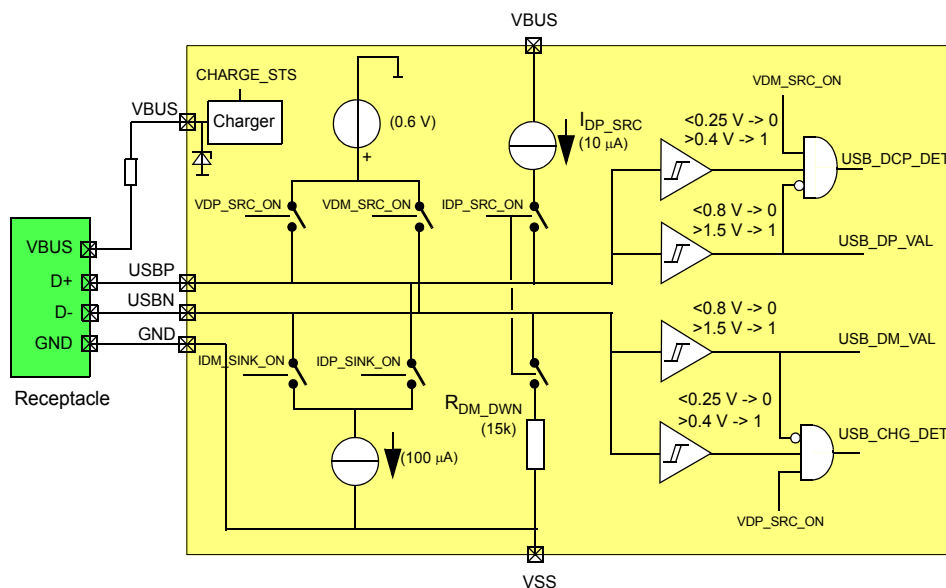 VBUS
CHARGE_STS
VBUS
Charger
(0.6 V)
+
IDP_SRC
(10 µA)
VDM_SRC_ON
<0.25 V -> 0
>0.4 V -> 1
USB_DCP_DET
VDP_SRC_ON
VDM_SRC_ON
IDP_SRC_ON
<0.8 V -> 0
>1.5 V -> 1
USB_DP_VAL
VBUS
D+
D-
GND
Receptacle
USBP
USBN
GND
<0.8 V -> 0
>1.5 V -> 1
USB_DM_VAL
IDM_SINK_ON
IDP_SINK_ON
RDM_DWN
(15k)
<0.25 V -> 0
>0.4 V -> 1
USB_CHG_DET
(100 µA)
VDP_SRC_ON
VSS